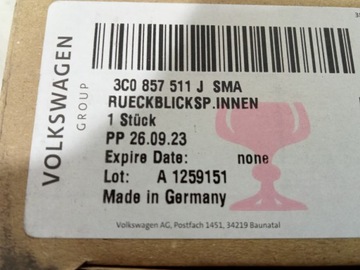 VOLKSWAGEN
GROUP
3C0 857 511 J SMA
RUECKBLICKSP.INNEN
1 Stück
PP 26.09.23
Expire Date: none
Lot: A 1259151
Made in Germany
Volkswagen AG, Postfach 1451, 34219 Baunatal